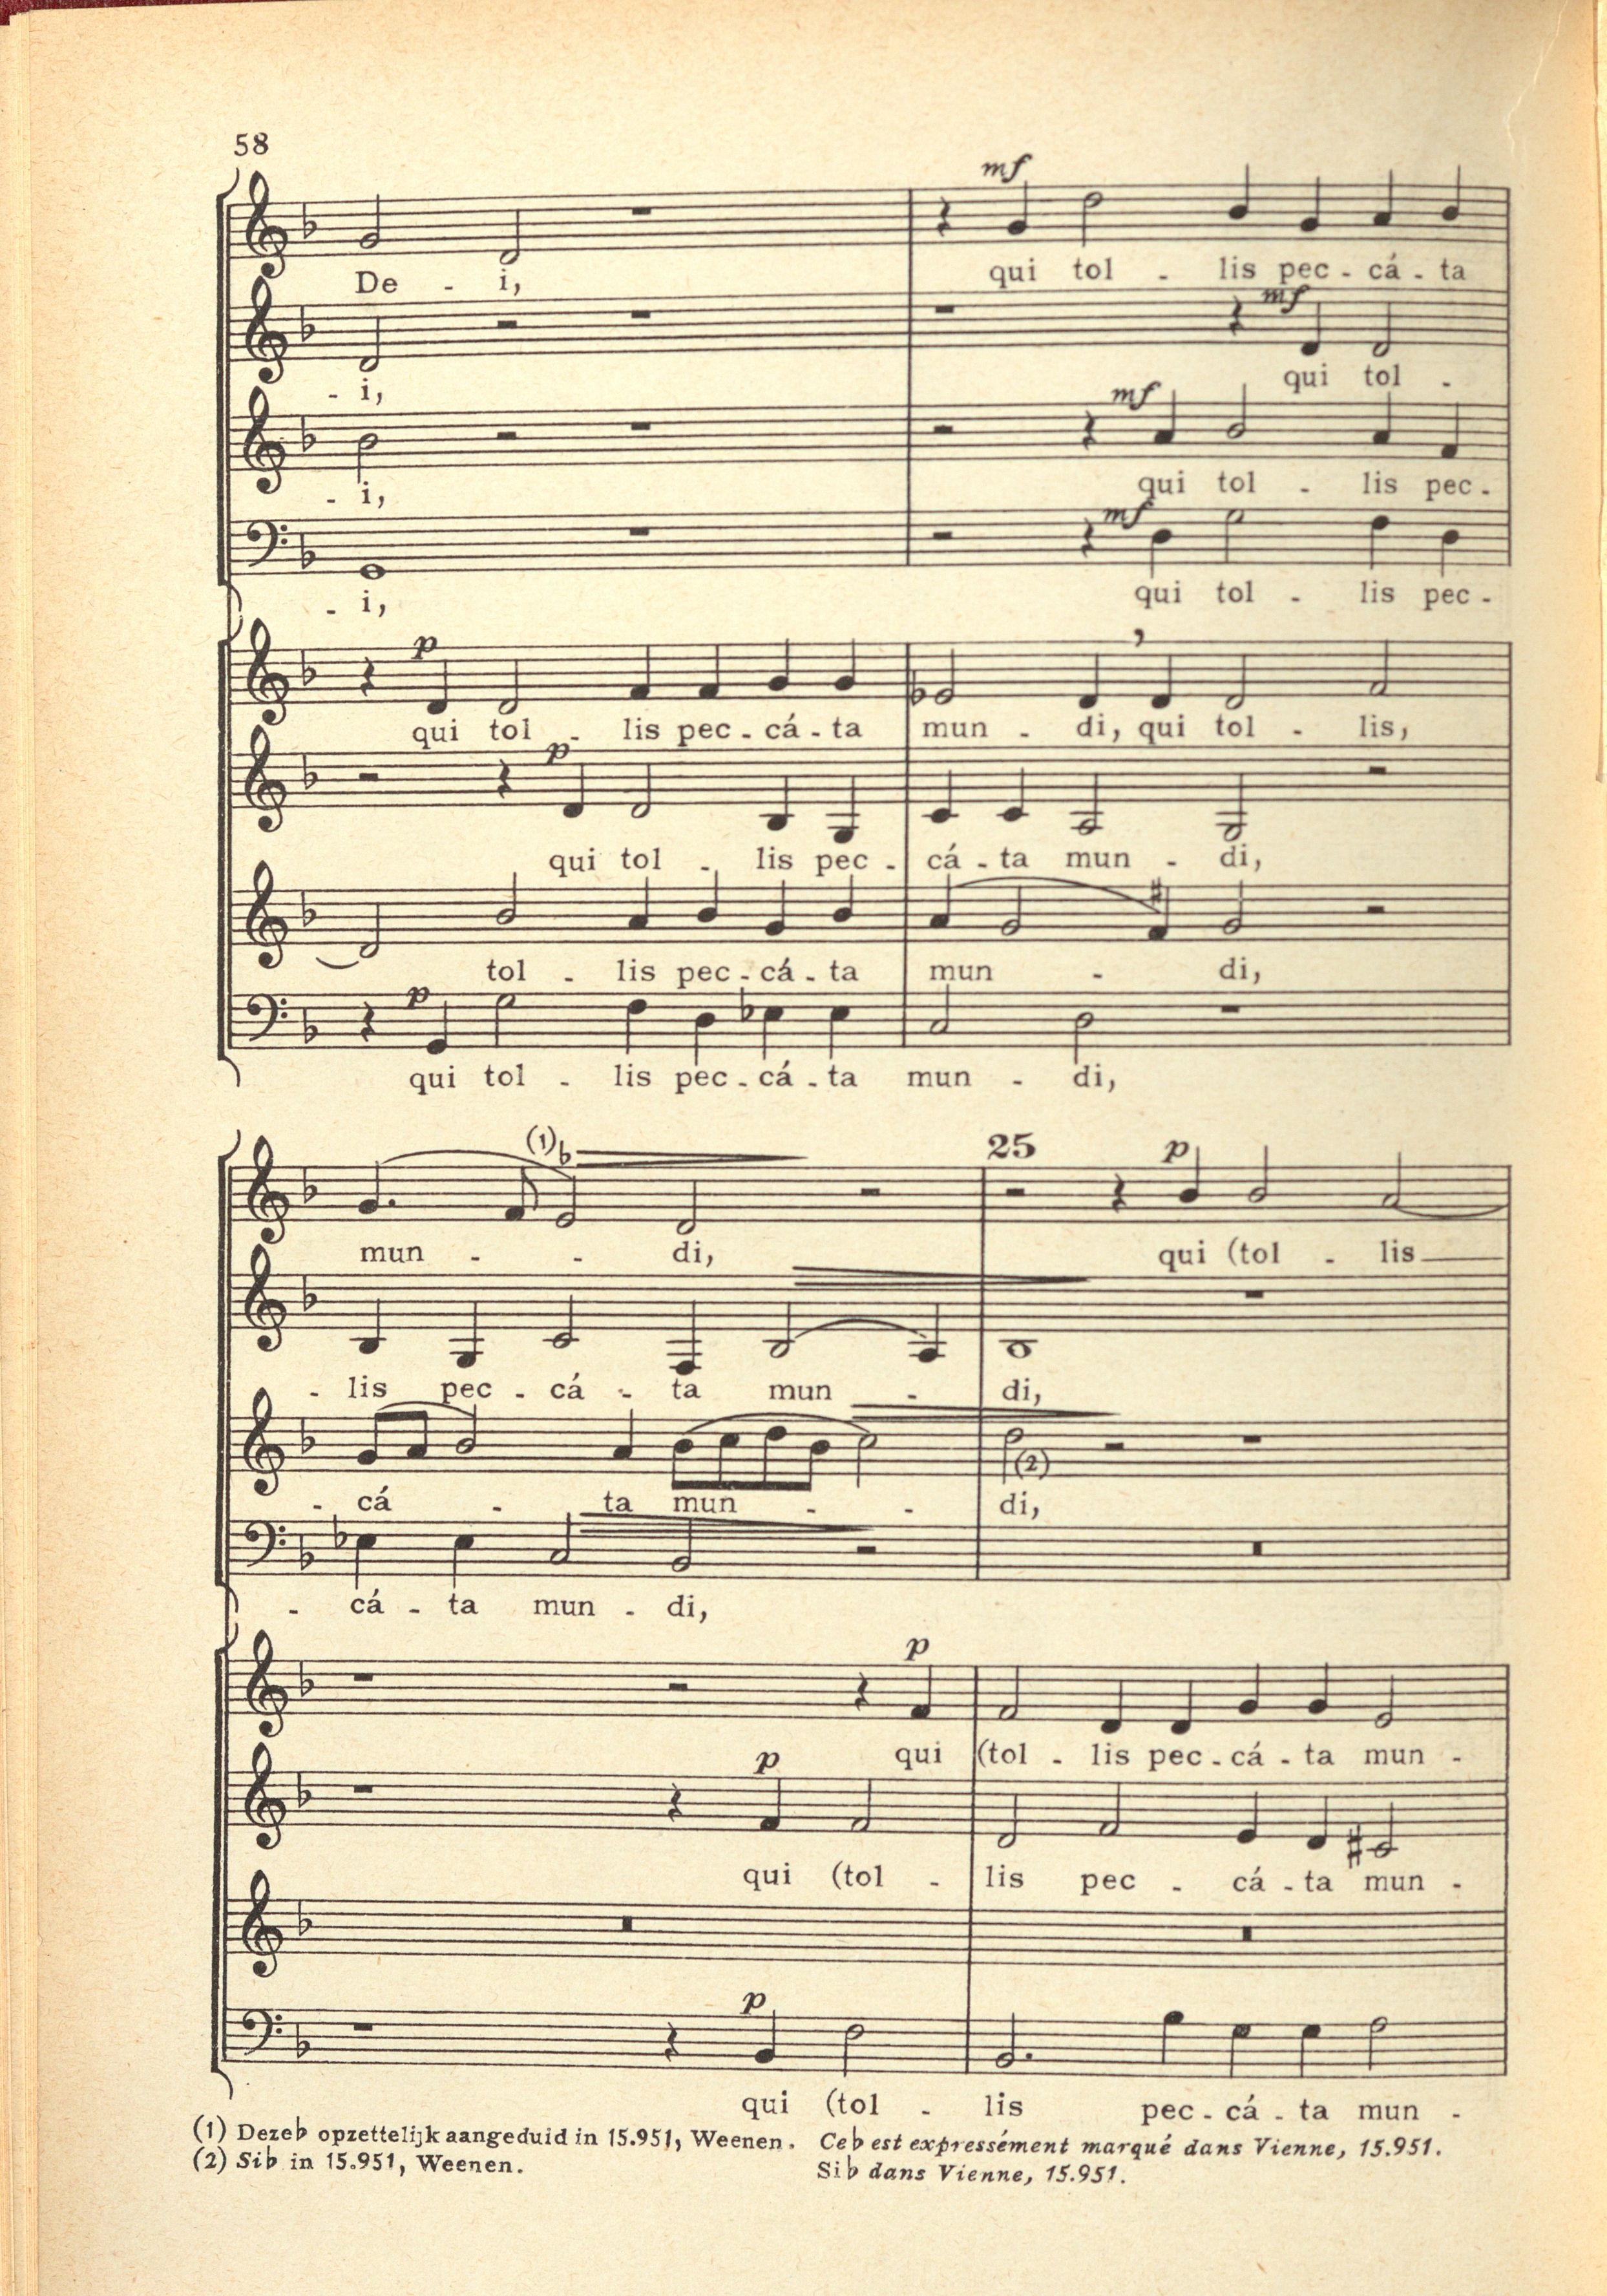 58
mf
De - i,
qui tol - lis pec - cá - ta
mf
- i,
qui tol -
mf
- i,
qui tol - lis pec -
mf
- i,
qui tol - lis pec -
p
qui tol - lis pec - cá - ta mun - di, qui tol - lis,
p
qui tol - lis pec - cá - ta mun - di,
tol - lis pec - cá - ta mun - di,
p
qui tol - lis pec - cá - ta mun - di,
(1) 25 p
mun - - di, qui (tol - lis
- lis pec - cá - ta mun - di,
(2)
- cá - ta mun - - di,
- cá - ta mun - di,
p
qui (tol - lis pec - cá - ta mun -
p
qui (tol - lis pec - cá - ta mun -
p
qui (tol - lis pec - cá - ta mun -
(1) Deze♭ opzettelijk aangeduid in 15.951, Weenen. Ce♭ est expressément marqué dans Vienne, 15.951.
(2) Si♭ in 15.951, Weenen. Si♭ dans Vienne, 15.951.